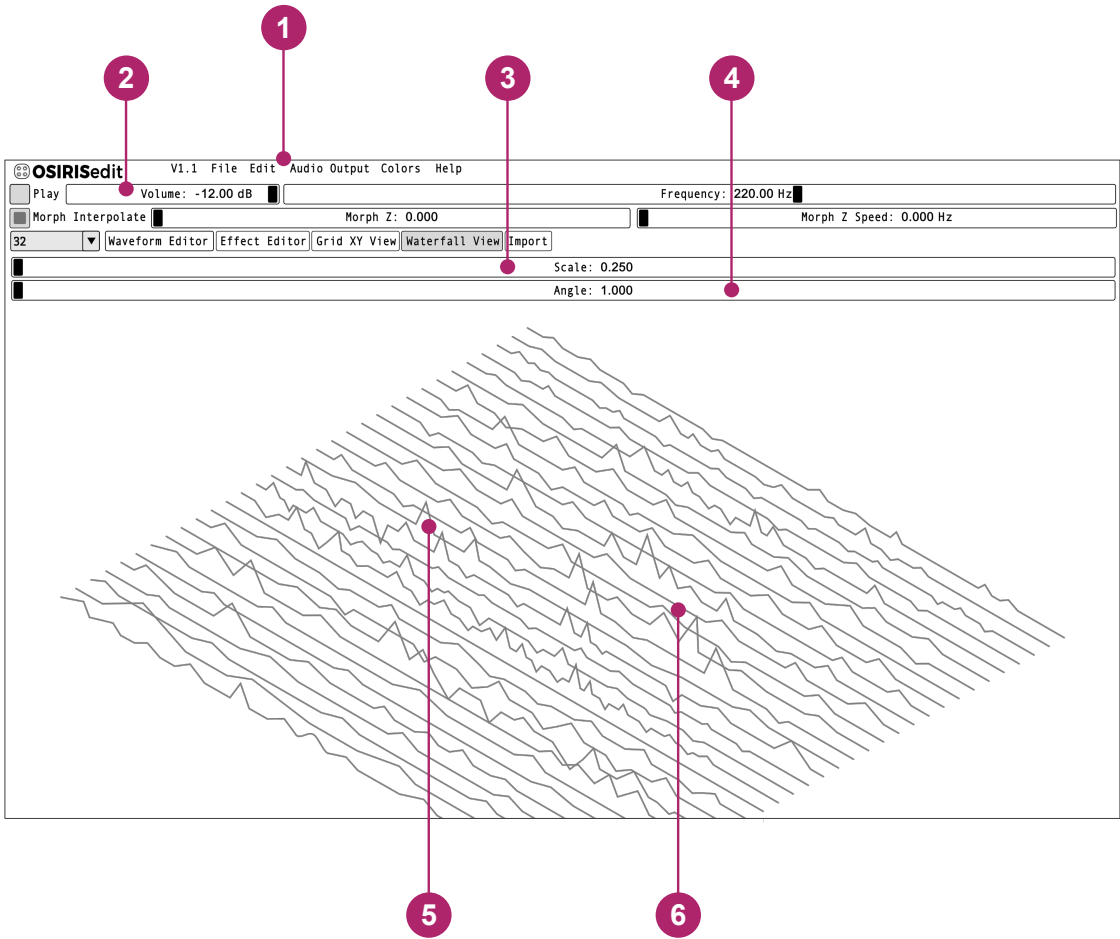 1
2
3
4
OSIRISedit V1.1 File Edit Audio Output Colors Help
Play Volume: -12.00 dB Frequency: 220.00 Hz
Morph Interpolate Morph Z: 0.000 Morph Z Speed: 0.000 Hz
32 Waveform Editor Effect Editor Grid XY View Waterfall View Import
Scale: 0.250
Angle: 1.000
5
6